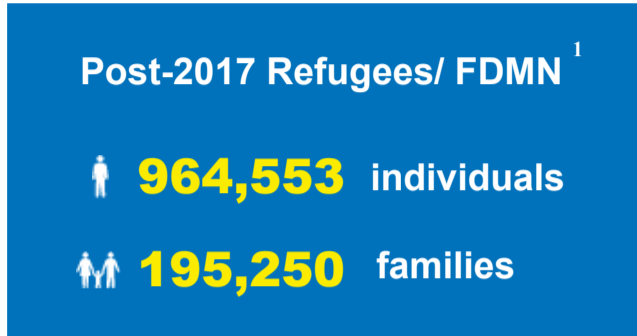 Post-2017 Refugees/ FDMN 1
964,553 individuals
195,250 families